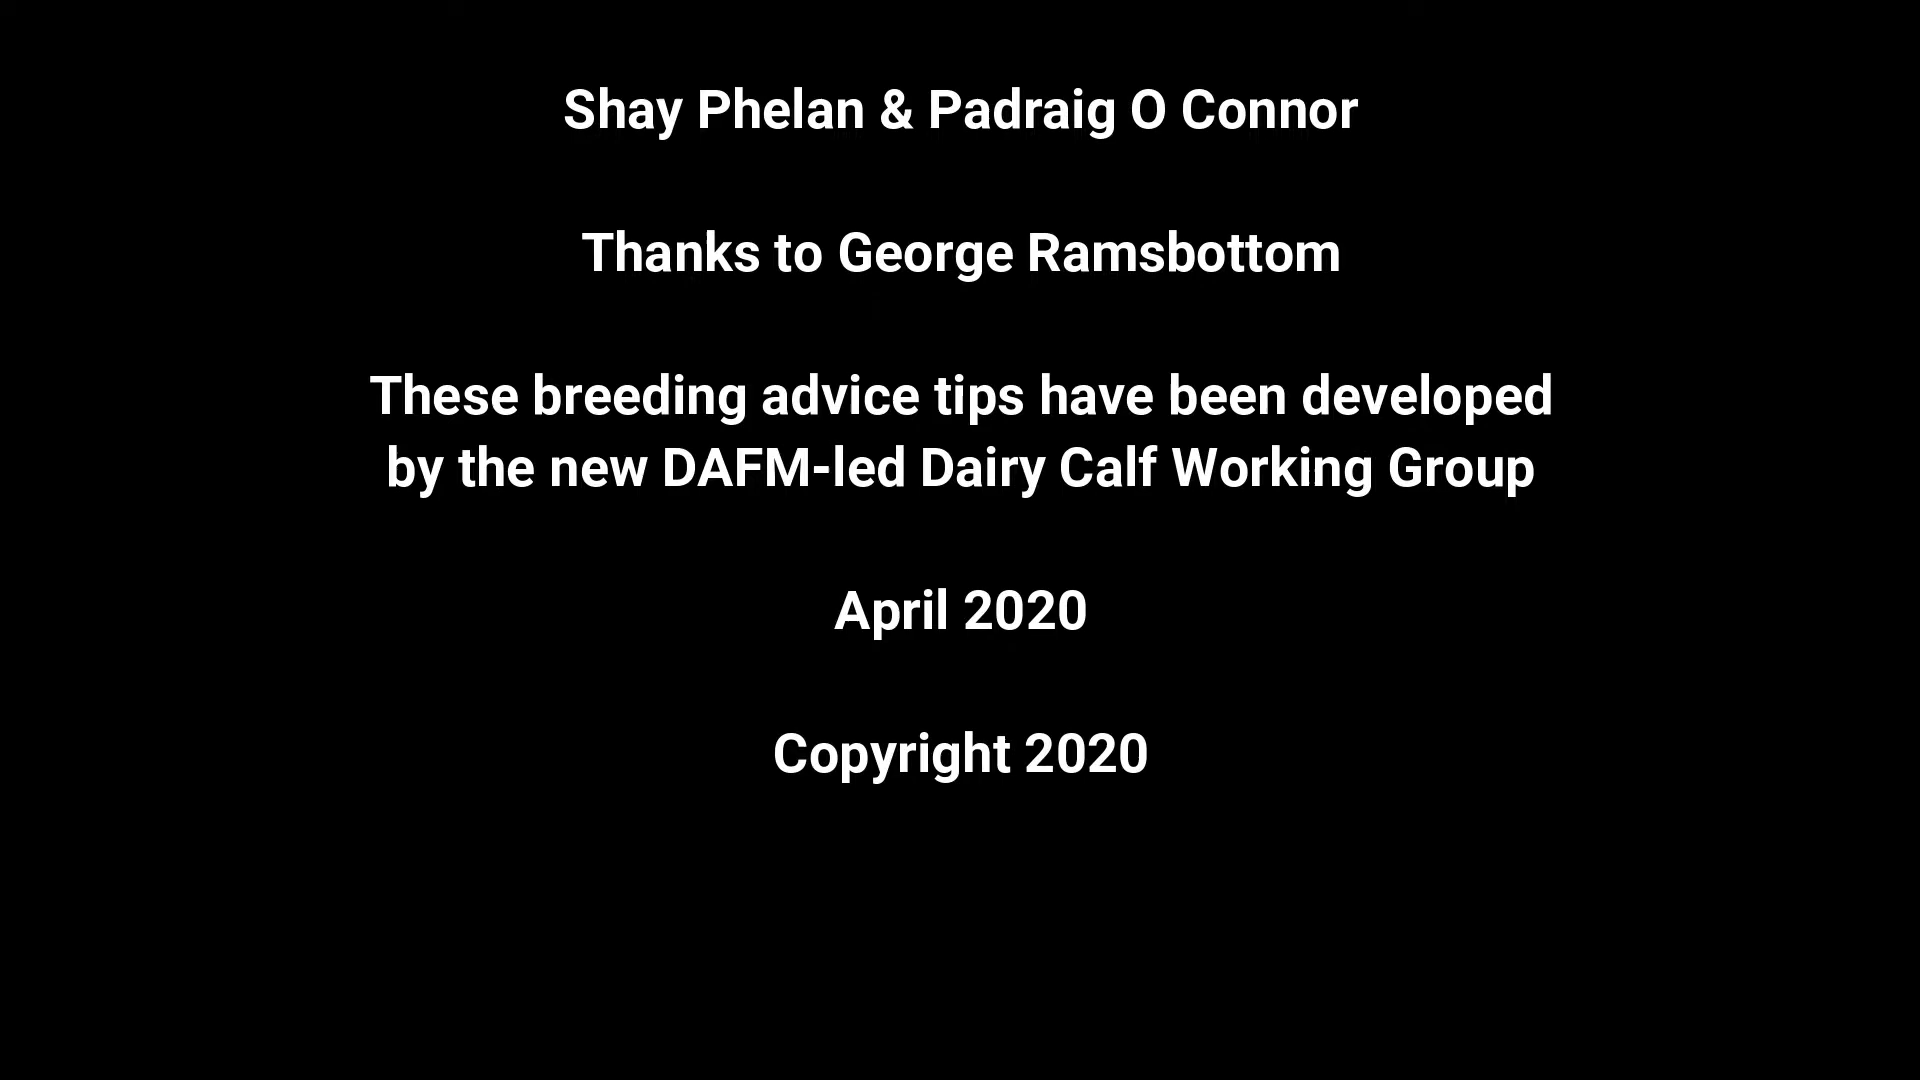 Shay Phelan & Padraig O Connor
Thanks to George Ramsbottom
These breeding advice tips have been developed
by the new DAFM-led Dairy Calf Working Group
April 2020
Copyright 2020